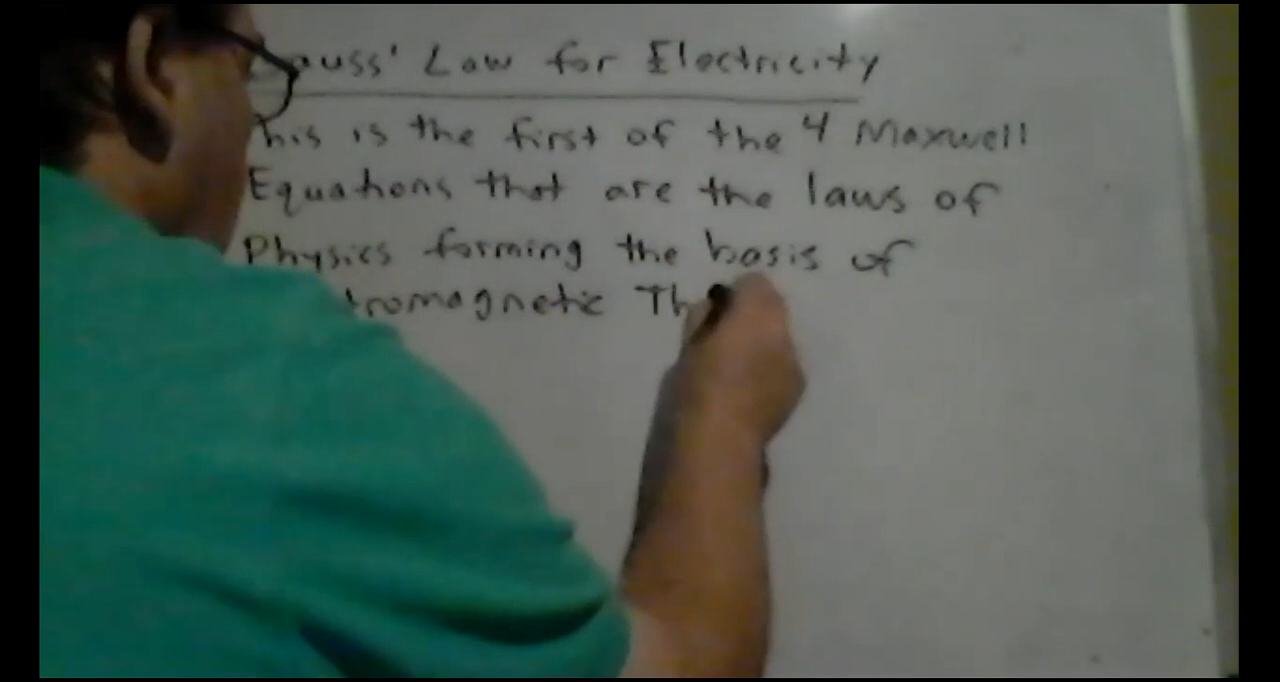 auss' Law for Electricity
his is the first of the 4 Maxwell
Equations that are the laws of
Physics forming the basis of
tromagnetic Th